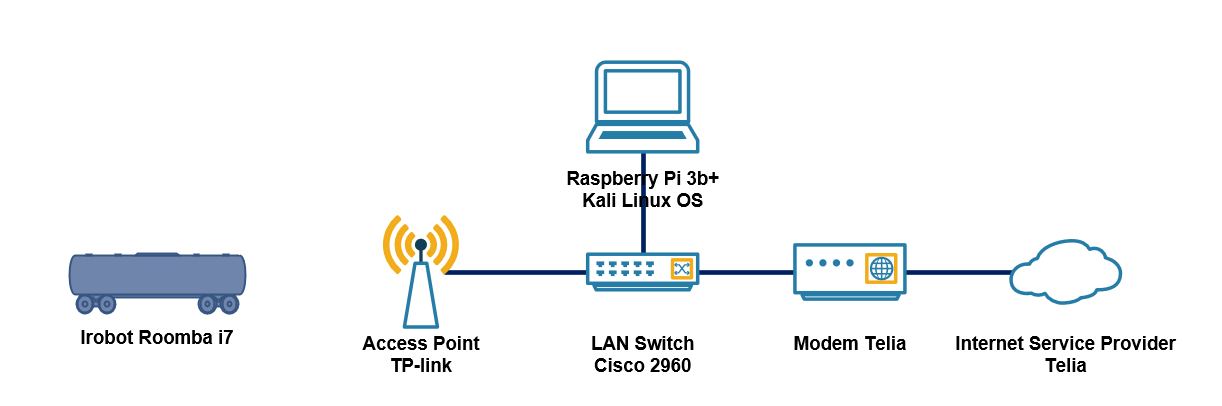 Raspberry Pi 3b+
Kali Linux OS
Irobot Roomba i7
Access Point
TP-link
LAN Switch
Cisco 2960
Modem Telia
Internet Service Provider
Telia